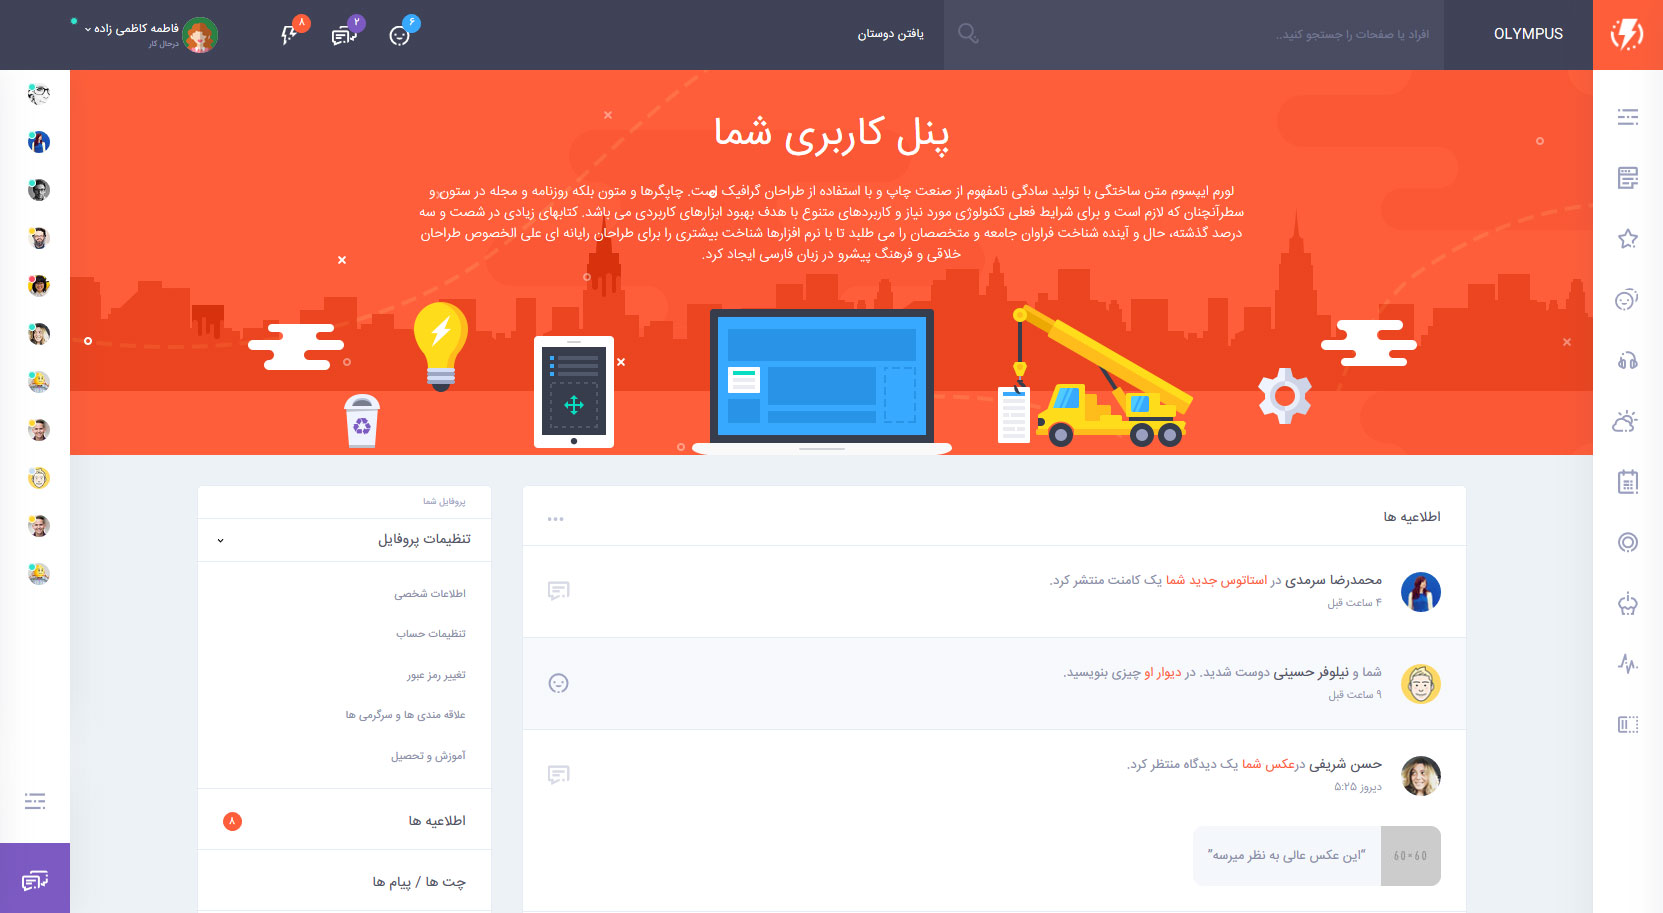 OLYMPUS
افراد یا صفحات را جستجو کنید..
یافتن دوستان
۶
۲
۸
فاطمه کاظمی زاده
درحال کار
پنل کاربری شما
لورم ایپسوم متن ساختگی با تولید سادگی نامفهوم از صنعت چاپ و با استفاده از طراحان گرافیک است. چاپگرها و متون بلکه روزنامه و مجله در ستون و
سطرآنچنان که لازم است و برای شرایط فعلی تکنولوژی مورد نیاز و کاربردهای متنوع با هدف بهبود ابزارهای کاربردی می باشد. کتابهای زیادی در شصت و سه
درصد گذشته، حال و آینده شناخت فراوان جامعه و متخصصان را می طلبد تا با نرم افزارها شناخت بیشتری را برای طراحان رایانه ای علی الخصوص طراحان
خلاقی و فرهنگ پیشرو در زبان فارسی ایجاد کرد.
اطلاعیه ها
محمدرضا سرمدی در استاتوس جدید شما یک کامنت منتشر کرد.
۴ ساعت قبل
شما و نیلوفر حسینی دوست شدید. در دیوار او چیزی بنویسید.
۹ ساعت قبل
حسن شریفی درعکس شما یک دیدگاه منتظر کرد.
دیروز ۵:۲۵
60×60
“این عکس عالی به نظر میرسه”
پروفایل شما
تنظیمات پروفایل
اطلاعات شخصی
تنظیمات حساب
تغییر رمز عبور
علاقه مندی ها و سرگرمی ها
آموزش و تحصیل
اطلاعیه ها
۸
چت ها / پیام ها